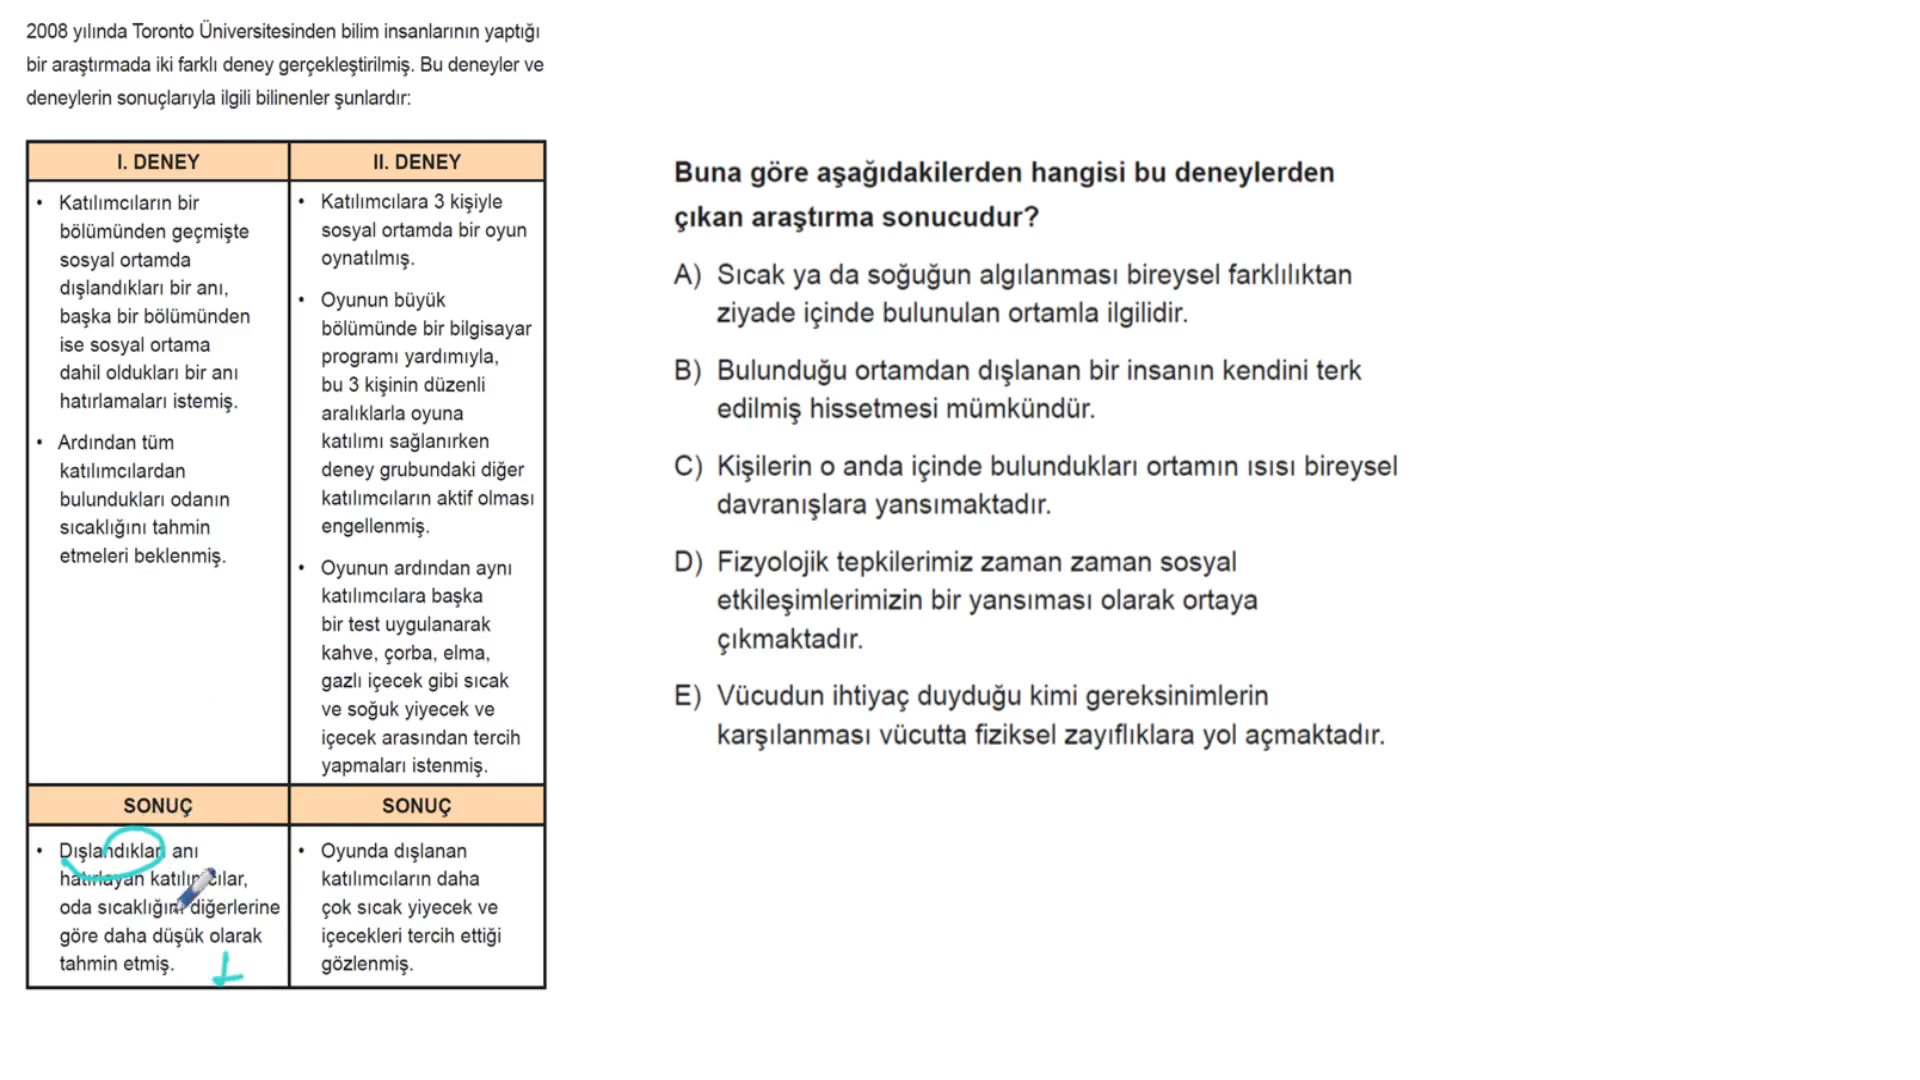 2008 yılında Toronto Üniversitesinden bilim insanlarının yaptığı
bir araştırmada iki farklı deney gerçekleştirilmiş. Bu deneyler ve
deneylerin sonuçlarıyla ilgili bilinenler şunlardır:
I. DENEY
• Katılımcıların bir
bölümünden geçmişte
sosyal ortamda
dışlandıkları bir anı,
başka bir bölümünden
ise sosyal ortama
dahil oldukları bir anı
hatırlamaları istemiş.
• Ardından tüm
katılımcılardan
bulundukları odanın
sıcaklığını tahmin
etmeleri beklenmiş.
II. DENEY
• Katılımcılara 3 kişiyle
sosyal ortamda bir oyun
oynatılmış.
• Oyunun büyük
bölümünde bir bilgisayar
programı yardımıyla,
bu 3 kişinin düzenli
aralıklarla oyuna
katılımı sağlanırken
deney grubundaki diğer
katılımcıların aktif olması
engellenmiş.
• Oyunun ardından aynı
katılımcılara başka
bir test uygulanarak
kahve, çorba, elma,
gazlı içecek gibi sıcak
ve soğuk yiyecek ve
içecek arasından tercih
yapmaları istenmiş.
SONUÇ
• Dışlandıkları anı
hatırlayan katılımcılar,
oda sıcaklığını diğerlerine
göre daha düşük olarak
tahmin etmiş.
SONUÇ
• Oyunda dışlanan
katılımcıların daha
çok sıcak yiyecek ve
içecekleri tercih ettiği
gözlenmiş.
Buna göre aşağıdakilerden hangisi bu deneylerden
çıkan araştırma sonucudur?
A) Sıcak ya da soğuğun algılanması bireysel farklılıktan
ziyade içinde bulunulan ortamla ilgilidir.
B) Bulunduğu ortamdan dışlanan bir insanın kendini terk
edilmiş hissetmesi mümkündür.
C) Kişilerin o anda içinde bulundukları ortamın ısısı bireysel
davranışlara yansımaktadır.
D) Fizyolojik tepkilerimiz zaman zaman sosyal
etkileşimlerimizin bir yansıması olarak ortaya
çıkmaktadır.
E) Vücudun ihtiyaç duyduğu kimi gereksinimlerin
karşılanması vücutta fiziksel zayıflıklara yol açmaktadır.